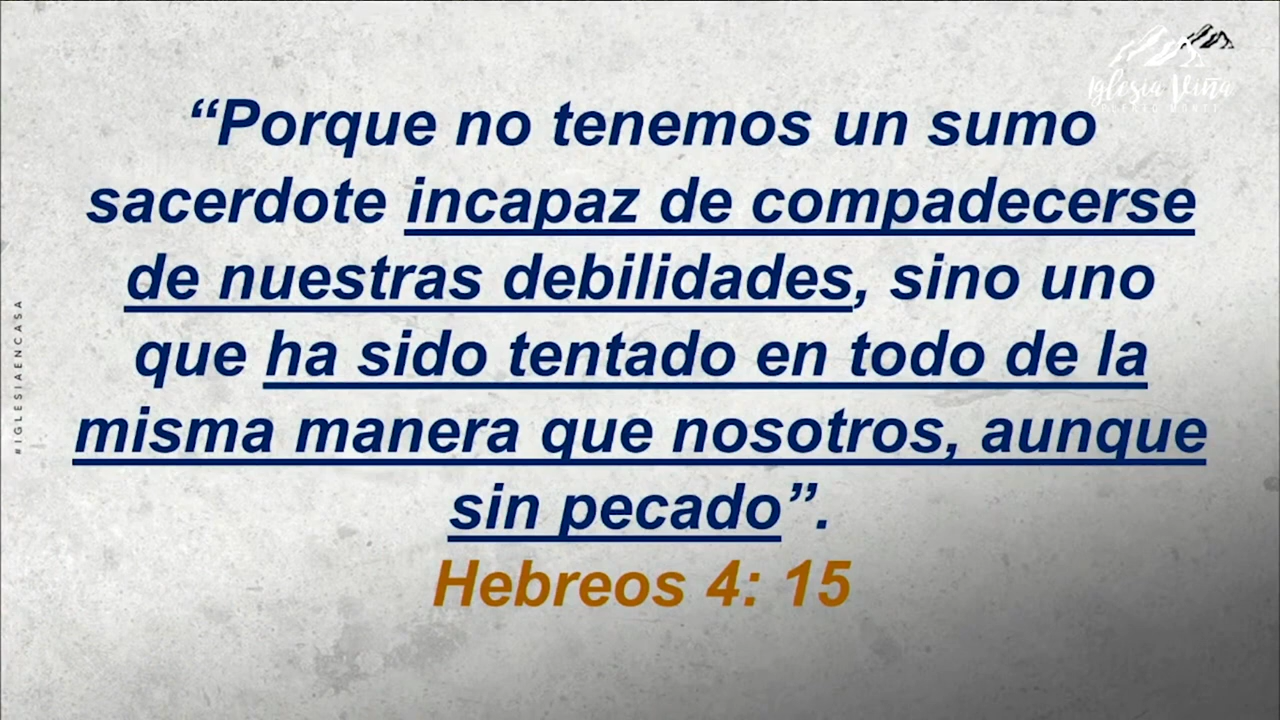 Iglesia Viña
“Porque no tenemos un sumo
sacerdote incapaz de compadecerse
de nuestras debilidades, sino uno
que ha sido tentado en todo de la
misma manera que nosotros, aunque
sin pecado”.
Hebreos 4: 15
#IGLESIAENCASA